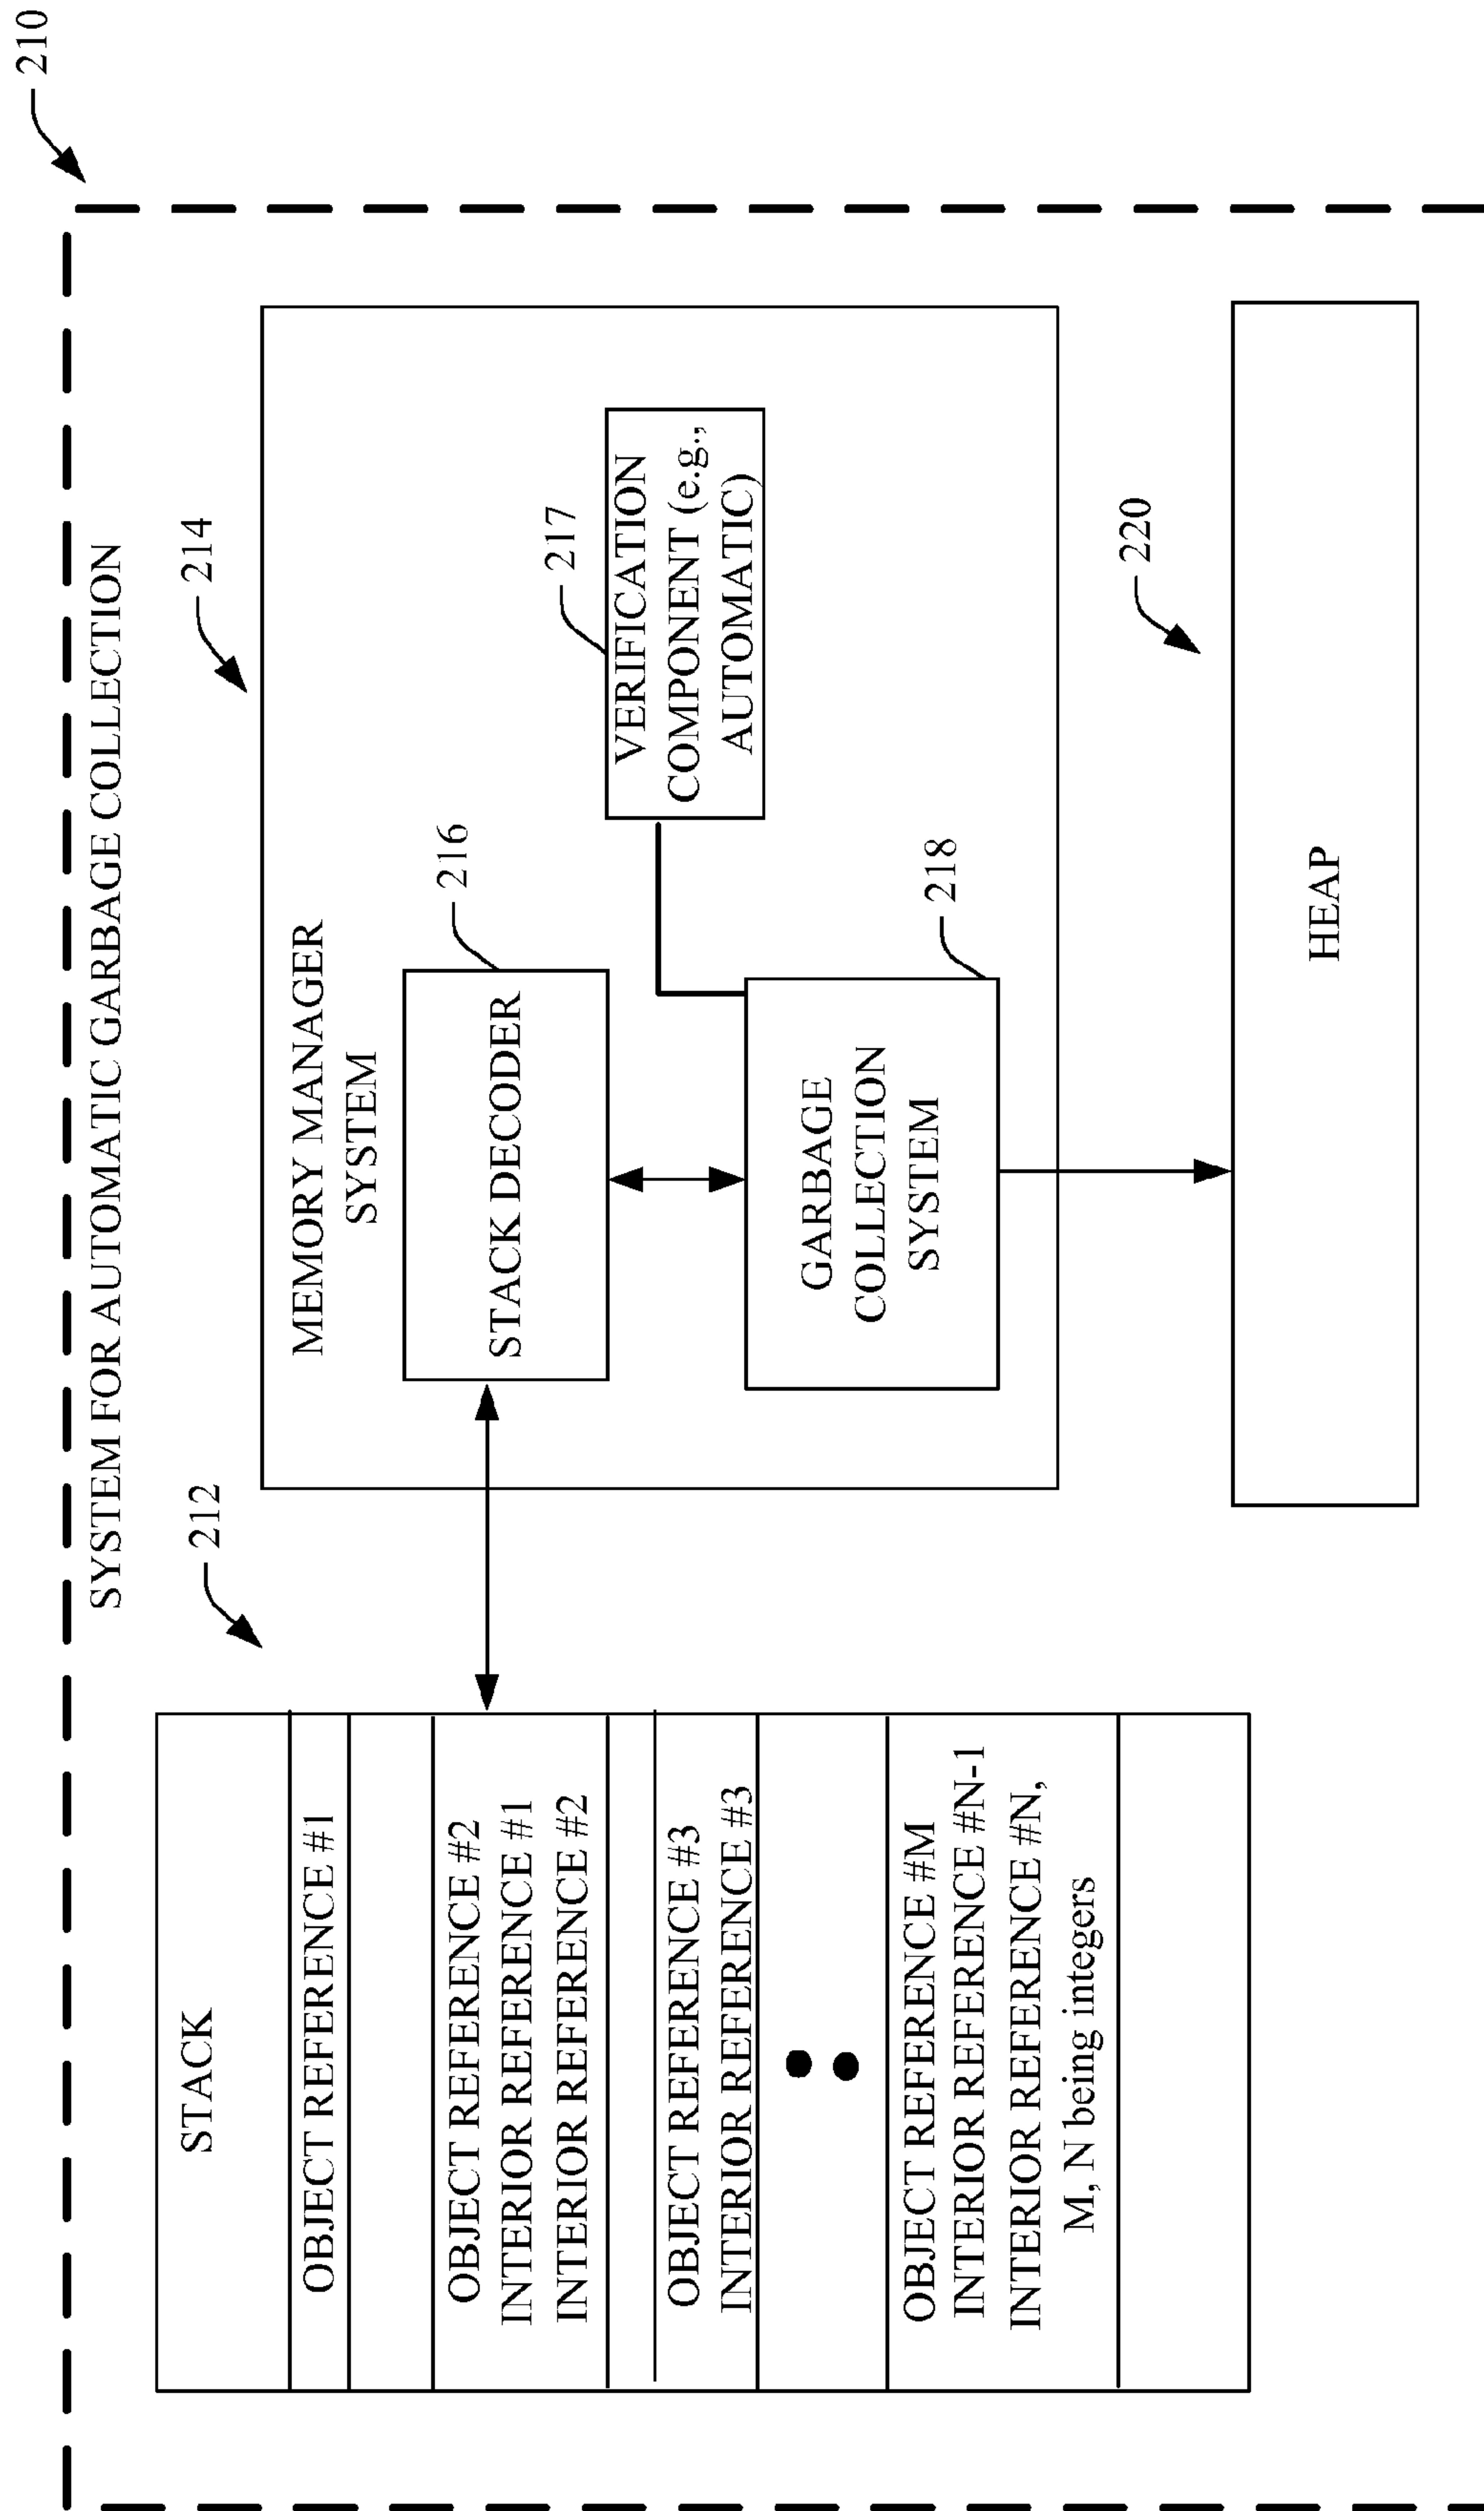 210
SYSTEM FOR AUTOMATIC GARBAGE COLLECTION
212
214
STACK
OBJECT REFERENCE #1
OBJECT REFERENCE #2
INTERIOR REFERENCE #1
INTERIOR REFERENCE #2
OBJECT REFERENCE #3
INTERIOR REFERENCE #3
OBJECT REFERENCE #M
INTERIOR REFERENCE #N-1
INTERIOR REFERENCE #N,
M, N being integers
MEMORY MANAGER
SYSTEM
216
STACK DECODER
217
VERIFICATION
COMPONENT (e.g.,
AUTOMATIC)
218
GARBAGE
COLLECTION
SYSTEM
220
HEAP